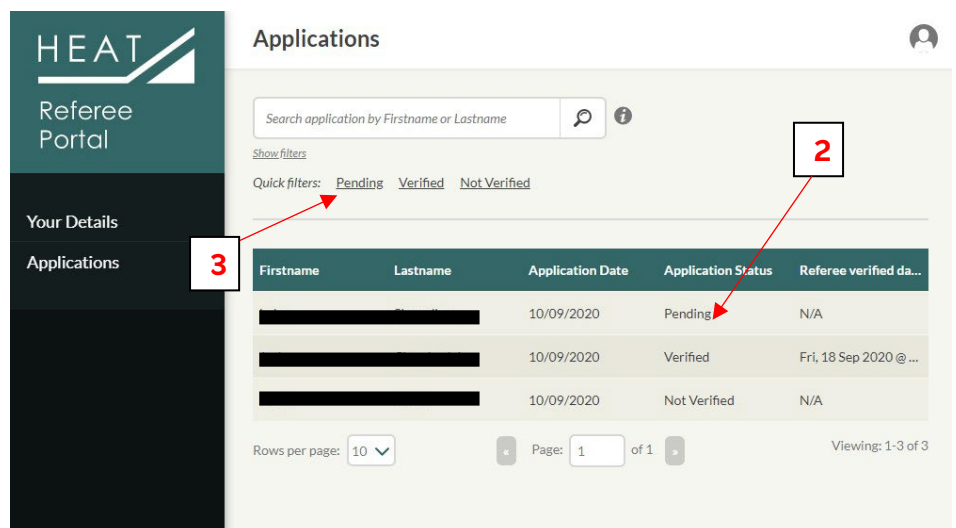 HEAT
Referee
Portal
Your Details
Applications
Applications
Search application by Firstname or Lastname
Show filters
Quick filters: Pending Verified Not Verified
2
3
Firstname Lastname Application Date Application Status Referee verified da...
10/09/2020 Pending N/A
10/09/2020 Verified Fri, 18 Sep 2020 @ ...
10/09/2020 Not Verified N/A
Rows per page: 10 « Page: 1 of 1 » Viewing: 1-3 of 3